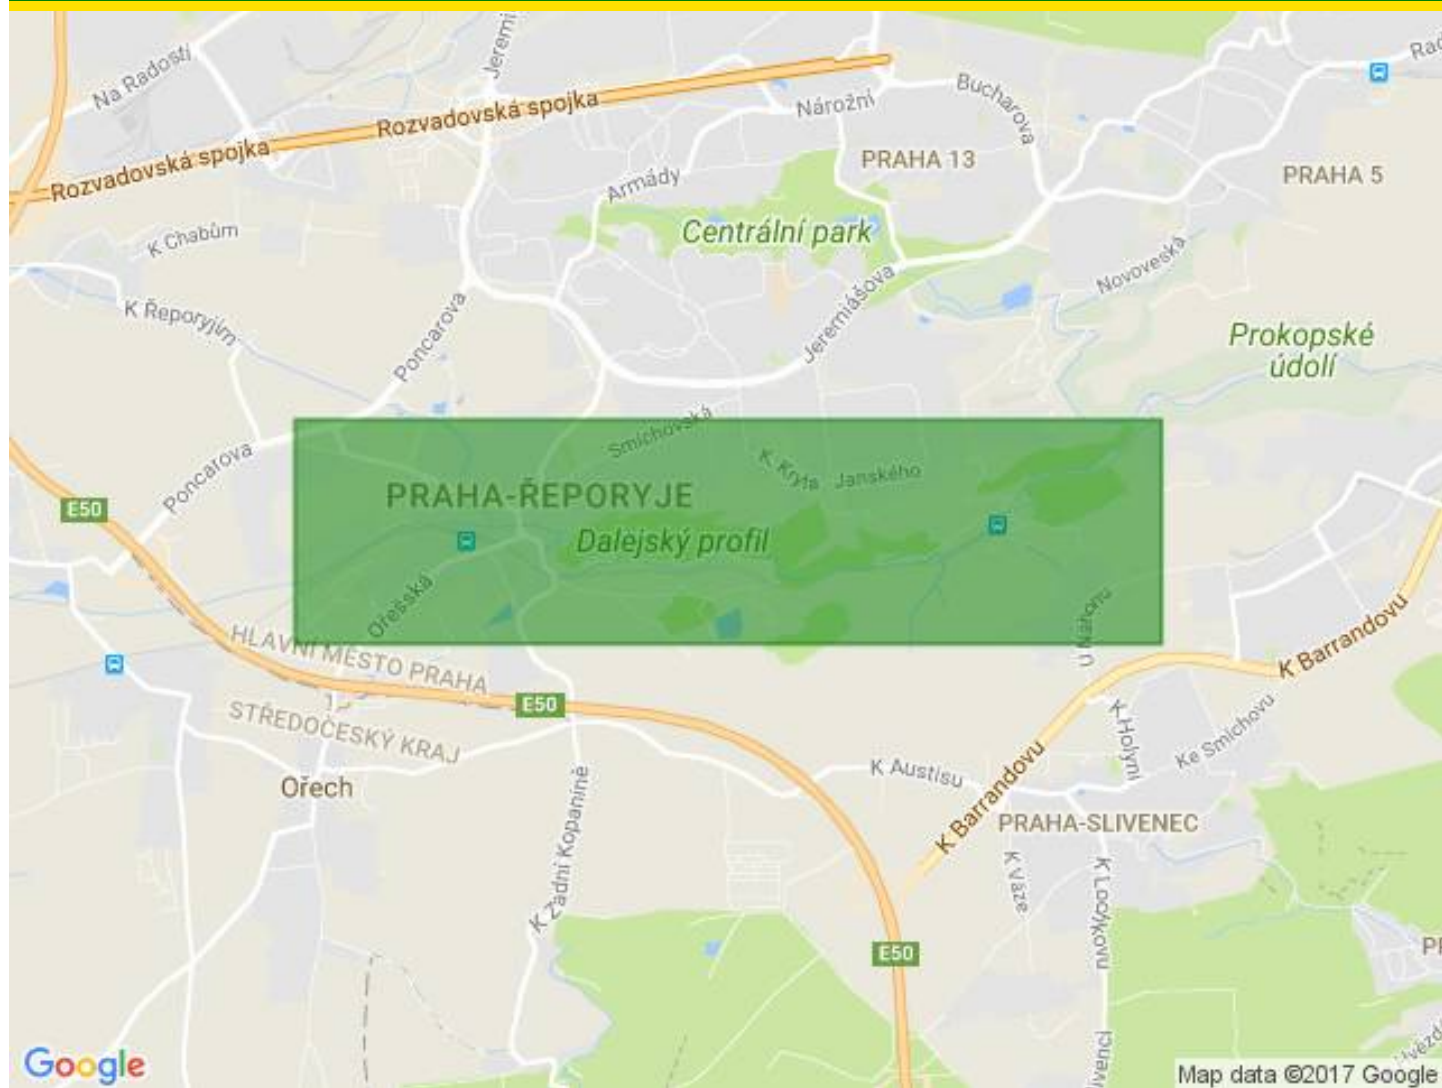 Na Radosti
Jeremi
Rad
Rozvadovská spojka
Nárožní
Bucharova
Rozvadovská spojka
PRAHA 13
PRAHA 5
Armády
K Chabům
Centrální park
Novoveská
K Řeporyjím
Poncarova
Jeremiášova
Prokopské
údolí
Smíchovská
Poncarova
K. Kryla
Janského
PRAHA-ŘEPORYJE
E50
Dalejský profil
Ořešská
U Náhonu
HLAVNÍ MĚSTO PRAHA
K Barrandovu
E50
STŘEDOČESKÝ KRAJ
K Holyni
Ke Smíchovu
Ořech
K Austisu
K Barrandovu
PRAHA-SLIVENEC
K Zadní Kopanině
K Váze
K Lochkovu
E50
Google
Map data ©2017 Google